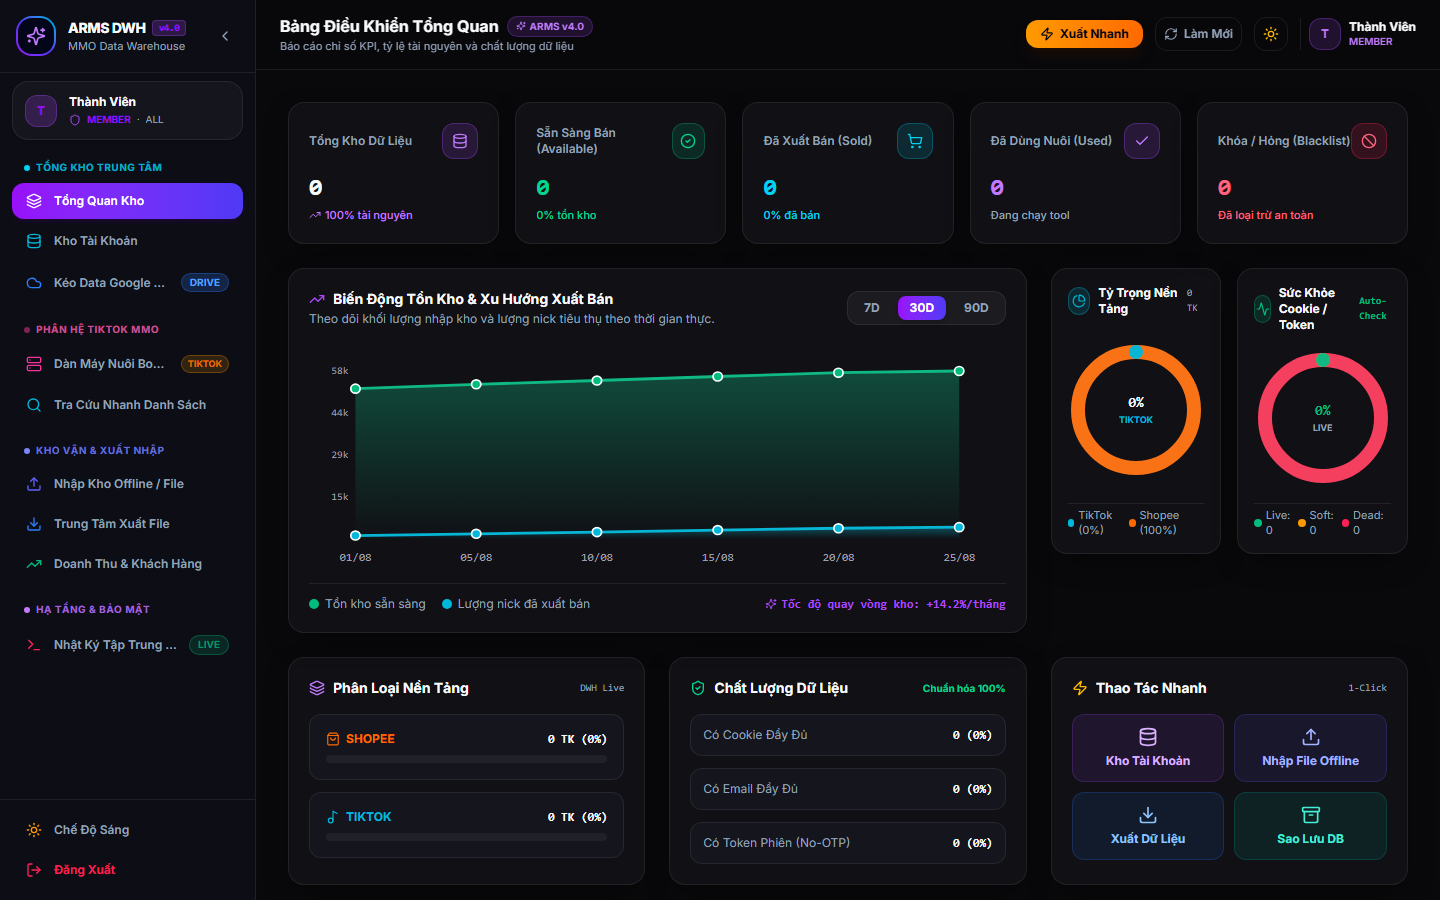 ARMS DWH v4.0
MMO Data Warehouse
T
Thành Viên
MEMBER · ALL
TỔNG KHO TRUNG TÂM
Tổng Quan Kho
Kho Tài Khoản
Kéo Data Google ... DRIVE
PHÂN HỆ TIKTOK MMO
Dàn Máy Nuôi Bo... TIKTOK
Tra Cứu Nhanh Danh Sách
KHO VẬN & XUẤT NHẬP
Nhập Kho Offline / File
Trung Tâm Xuất File
Doanh Thu & Khách Hàng
HẠ TẦNG & BẢO MẬT
Nhật Ký Tập Trung ... LIVE
Chế Độ Sáng
Đăng Xuất
Bảng Điều Khiển Tổng Quan ARMS v4.0
Báo cáo chỉ số KPI, tỷ lệ tài nguyên và chất lượng dữ liệu
Xuất Nhanh
Làm Mới
T
Thành Viên
MEMBER
Tổng Kho Dữ Liệu
0
100% tài nguyên
Sẵn Sàng Bán
(Available)
0
0% tồn kho
Đã Xuất Bán (Sold)
0
0% đã bán
Đã Dùng Nuôi (Used)
0
Đang chạy tool
Khóa / Hỏng (Blacklist)
0
Đã loại trừ an toàn
Biến Động Tồn Kho & Xu Hướng Xuất Bán
Theo dõi khối lượng nhập kho và lượng nick tiêu thụ theo thời gian thực.
7D 30D 90D
58k
44k
29k
15k
01/08 05/08 10/08 15/08 20/08 25/08
Tồn kho sẵn sàng
Lượng nick đã xuất bán
Tốc độ quay vòng kho: +14.2%/tháng
Tỷ Trọng Nền
Tảng
0
TK
0%
TIKTOK
TikTok
(0%)
Shopee
(100%)
Sức Khỏe
Cookie /
Token
Auto-
Check
0%
LIVE
Live:
0
Soft:
0
Dead:
0
Phân Loại Nền Tảng DWH Live
SHOPEE 0 TK (0%)
TIKTOK 0 TK (0%)
Chất Lượng Dữ Liệu Chuẩn hóa 100%
Có Cookie Đầy Đủ 0 (0%)
Có Email Đầy Đủ 0 (0%)
Có Token Phiên (No-OTP) 0 (0%)
Thao Tác Nhanh 1-Click
Kho Tài Khoản
Nhập File Offline
Xuất Dữ Liệu
Sao Lưu DB